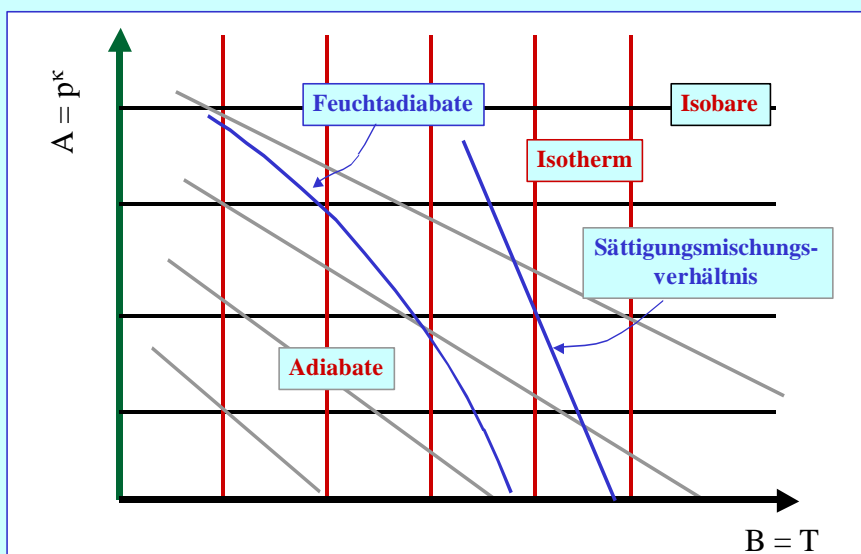 A = p^κ
Feuchtadiabate
Isobare
Isotherm
Sättigungsmischungs-
verhältnis
Adiabate
B = T